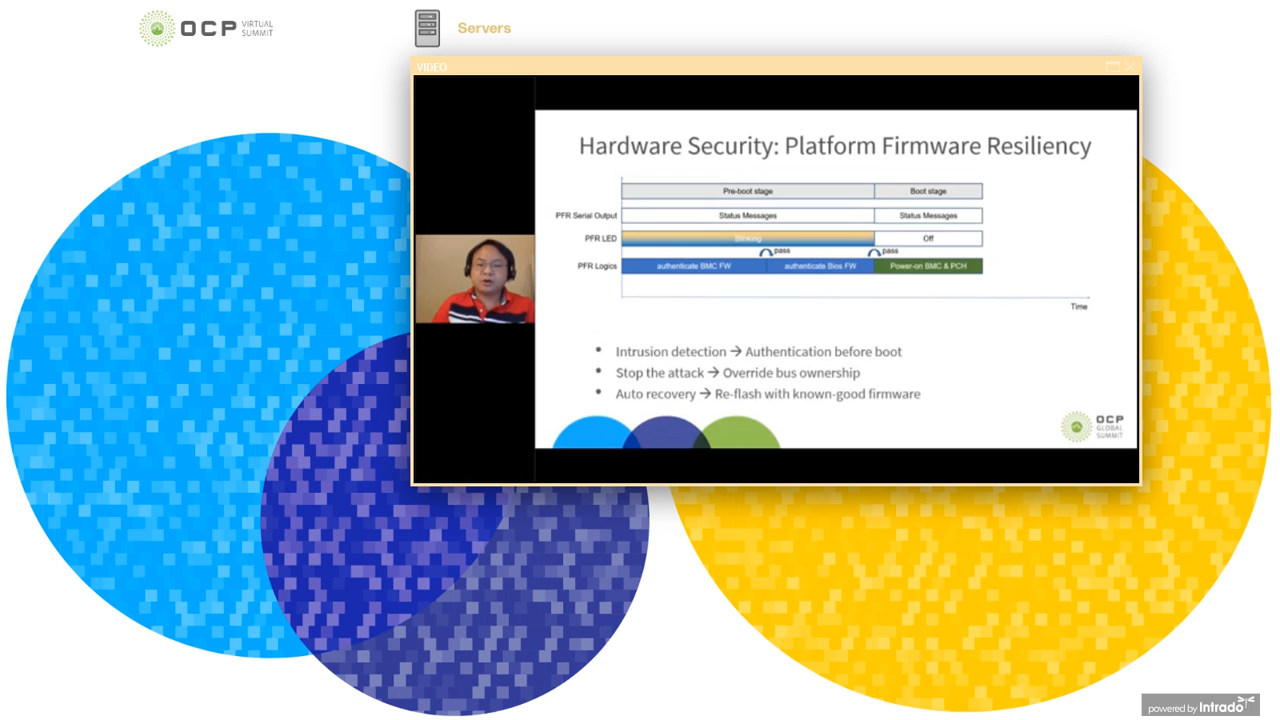 OCP VIRTUAL SUMMIT
Servers
VIDEO
Hardware Security: Platform Firmware Resiliency
Pre-boot stage Boot stage
PFR Serial Output Status Messages Status Messages
PFR LED Blinking Off
pass pass
PFR Logics authenticate BMC FW authenticate Bios FW Power-on BMC & PCH
Time
• Intrusion detection → Authentication before boot
• Stop the attack → Override bus ownership
• Auto recovery → Re-flash with known-good firmware
OCP
GLOBAL
SUMMIT
powered by Intrado